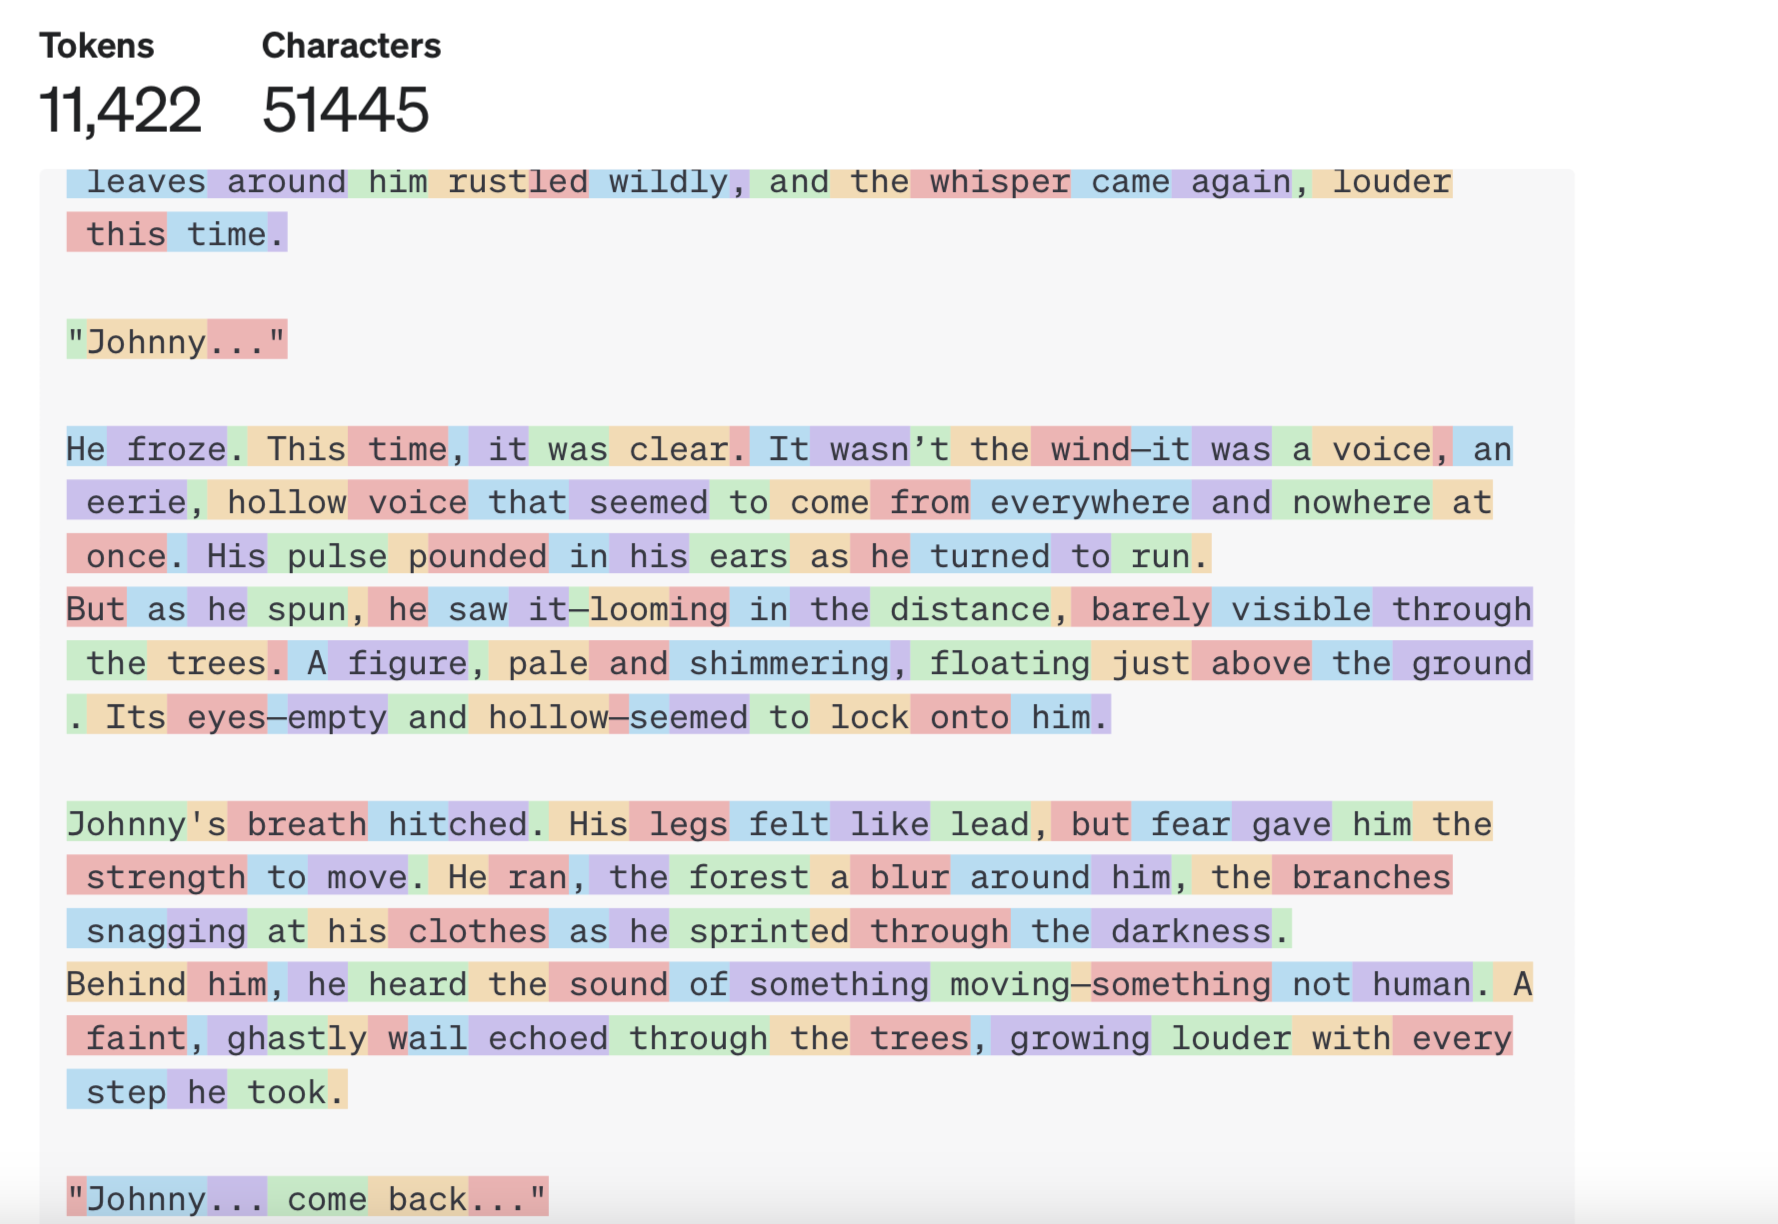 Tokens Characters
11,422 51445
leaves around him rustled wildly, and the whisper came again, louder
this time.
"Johnny..."
He froze. This time, it was clear. It wasn’t the wind—it was a voice, an
eerie, hollow voice that seemed to come from everywhere and nowhere at
once. His pulse pounded in his ears as he turned to run.
But as he spun, he saw it—looming in the distance, barely visible through
the trees. A figure, pale and shimmering, floating just above the ground
. Its eyes—empty and hollow—seemed to lock onto him.
Johnny's breath hitched. His legs felt like lead, but fear gave him the
strength to move. He ran, the forest a blur around him, the branches
snagging at his clothes as he sprinted through the darkness.
Behind him, he heard the sound of something moving—something not human. A
faint, ghastly wail echoed through the trees, growing louder with every
step he took.
"Johnny... come back..."